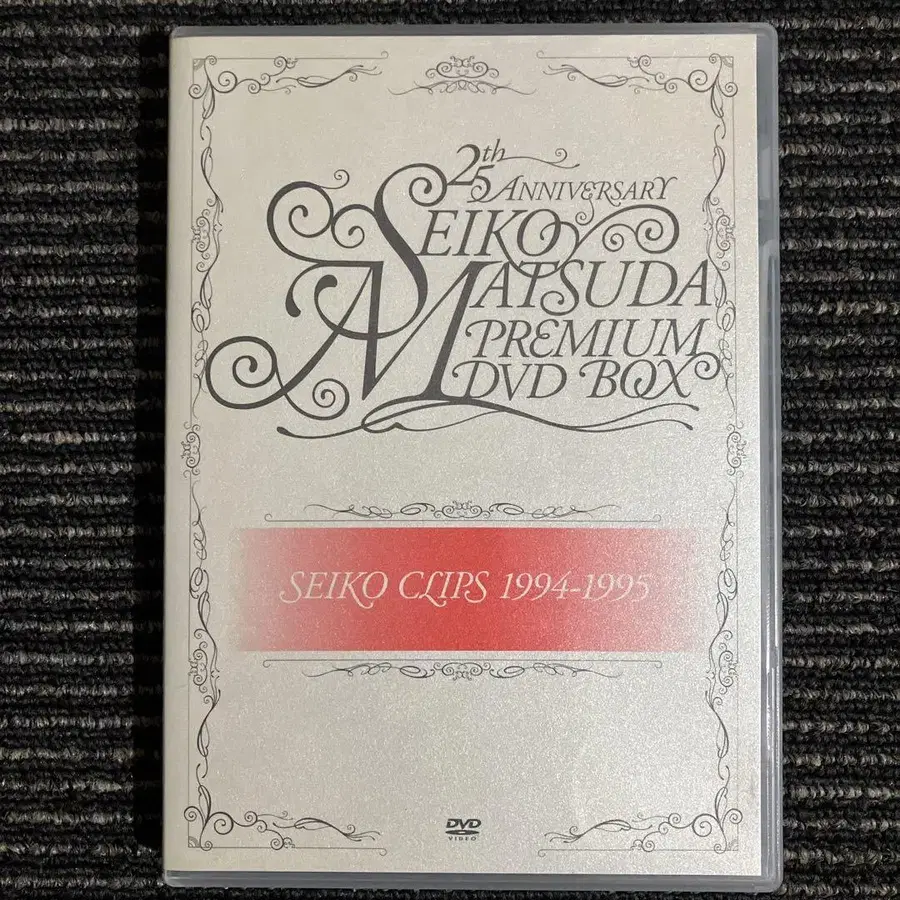 25th ANNIVERSARY
SEIKO
MATSUDA
PREMIUM
DVD BOX
SEIKO CLIPS 1994-1995
DVD
VIDEO